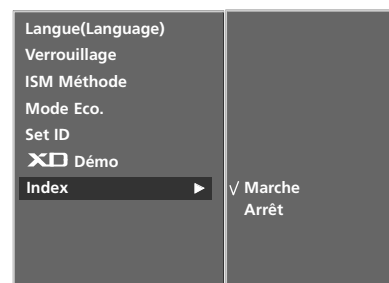 Langue(Language)
Verrouillage
ISM Méthode
Mode Eco.
Set ID
XD Démo
Index ► √ Marche
Arrêt